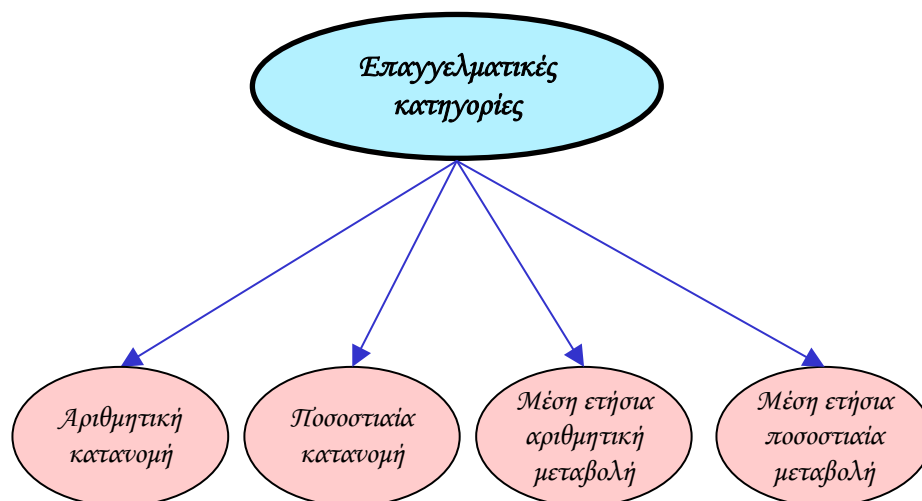 Επαγγελματικές
κατηγορίες
Αριθμητική
κατανομή
Ποσοστιαία
κατανομή
Μέση ετήσια
αριθμητική
μεταβολή
Μέση ετήσια
ποσοστιαία
μεταβολή